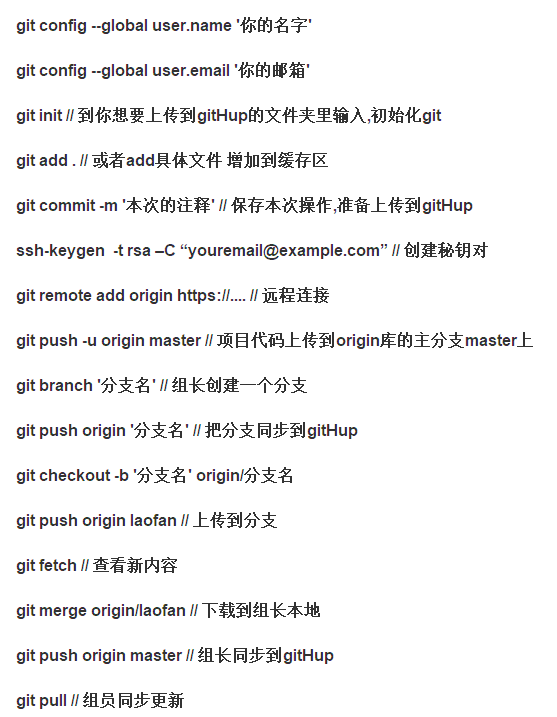 git config --global user.name '你的名字'
git config --global user.email '你的邮箱'
git init // 到你想要上传到gitHup的文件夹里输入,初始化git
git add . // 或者add具体文件 增加到缓存区
git commit -m '本次的注释' // 保存本次操作,准备上传到gitHup
ssh-keygen  -t rsa –C “youremail@example.com” // 创建秘钥对
git remote add origin https://.... // 远程连接
git push -u origin master // 项目代码上传到origin库的主分支master上
git branch '分支名' // 组长创建一个分支
git push origin '分支名' // 把分支同步到gitHup
git checkout -b '分支名' origin/分支名
git push origin laofan // 上传到分支
git fetch // 查看新内容
git merge origin/laofan // 下载到组长本地
git push origin master // 组长同步到gitHup
git pull // 组员同步更新